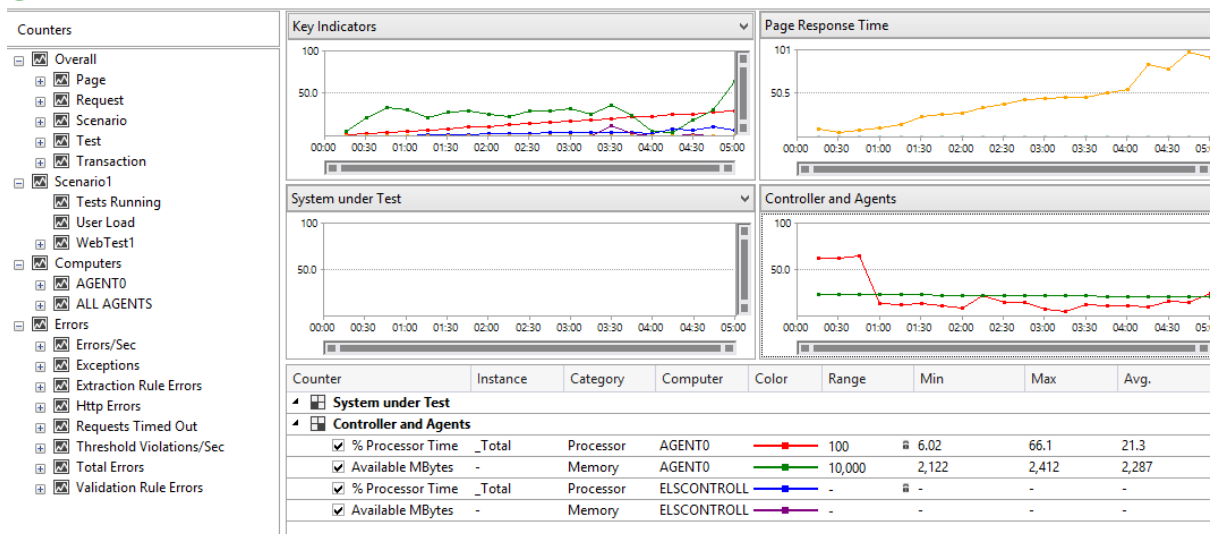 Counters
Overall
Page
Request
Scenario
Test
Transaction
Scenario1
Tests Running
User Load
WebTest1
Computers
AGENT0
ALL AGENTS
Errors
Errors/Sec
Exceptions
Extraction Rule Errors
Http Errors
Requests Timed Out
Threshold Violations/Sec
Total Errors
Validation Rule Errors
Key Indicators
100
50.0
00:00 00:30 01:00 01:30 02:00 02:30 03:00 03:30 04:00 04:30 05:00
Page Response Time
101
50.5
00:00 00:30 01:00 01:30 02:00 02:30 03:00 03:30 04:00 04:30 05:
System under Test
100
50.0
00:00 00:30 01:00 01:30 02:00 02:30 03:00 03:30 04:00 04:30 05:00
Controller and Agents
100
50.0
00:00 00:30 01:00 01:30 02:00 02:30 03:00 03:30 04:00 04:30 05:
Counter Instance Category Computer Color Range Min Max Avg.
System under Test
Controller and Agents
% Processor Time _Total Processor AGENT0 100 6.02 66.1 21.3
Available MBytes - Memory AGENT0 10,000 2,122 2,412 2,287
% Processor Time _Total Processor ELSCONTROLL - - - -
Available MBytes - Memory ELSCONTROLL - - - -